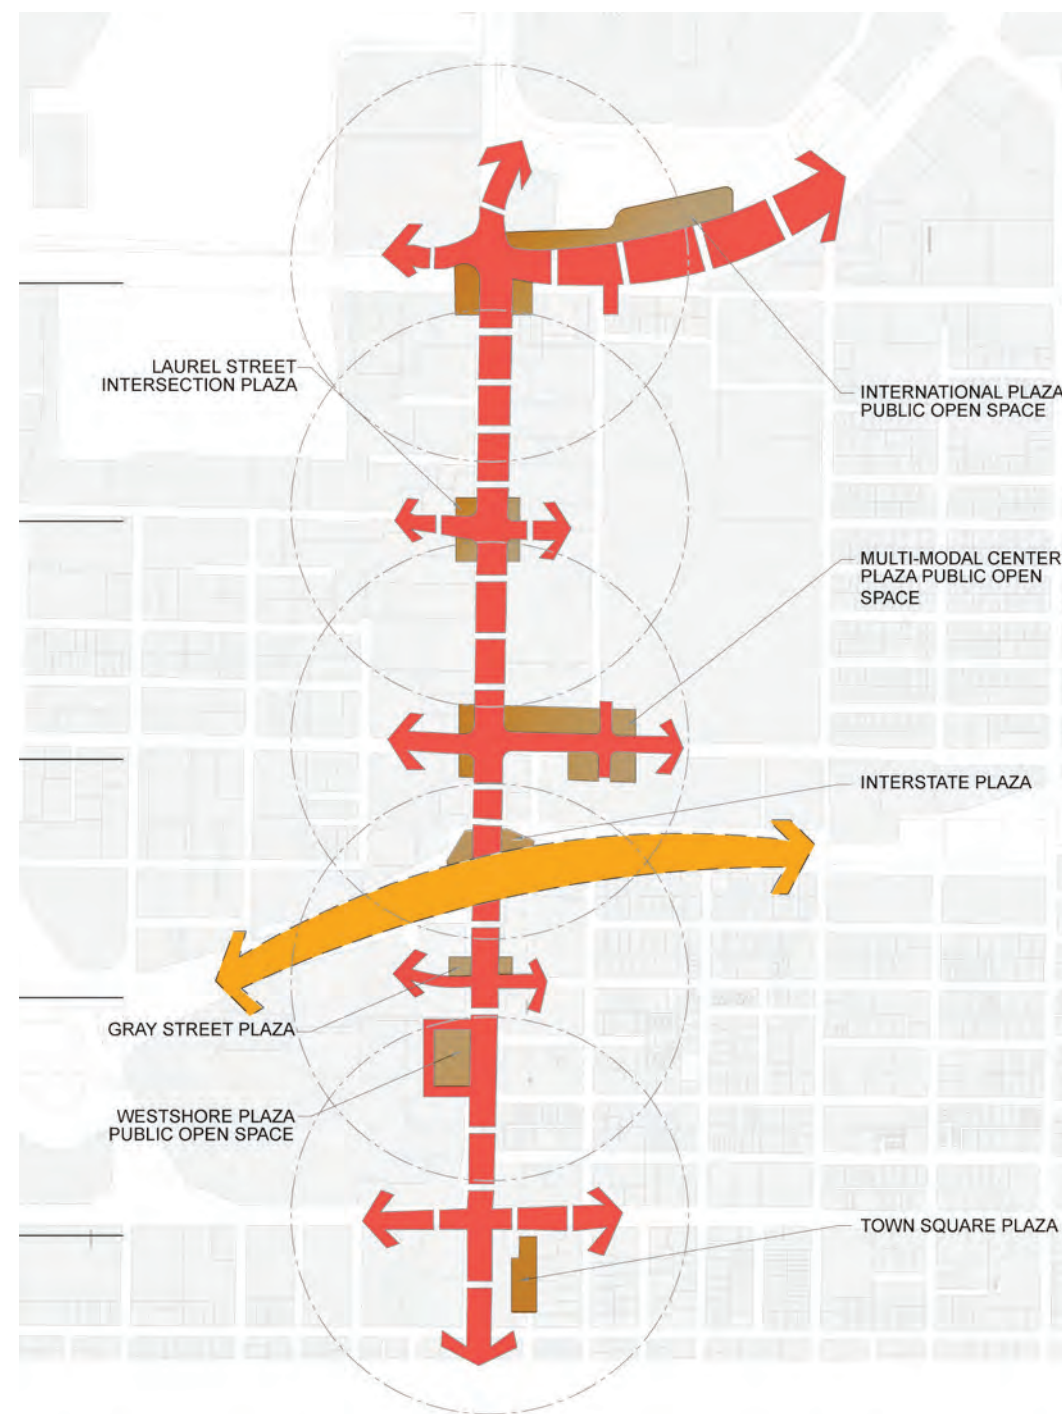 LAUREL STREET
INTERSECTION PLAZA
INTERNATIONAL PLAZA
PUBLIC OPEN SPACE
MULTI-MODAL CENTER
PLAZA PUBLIC OPEN
SPACE
INTERSTATE PLAZA
GRAY STREET PLAZA
WESTSHORE PLAZA
PUBLIC OPEN SPACE
TOWN SQUARE PLAZA